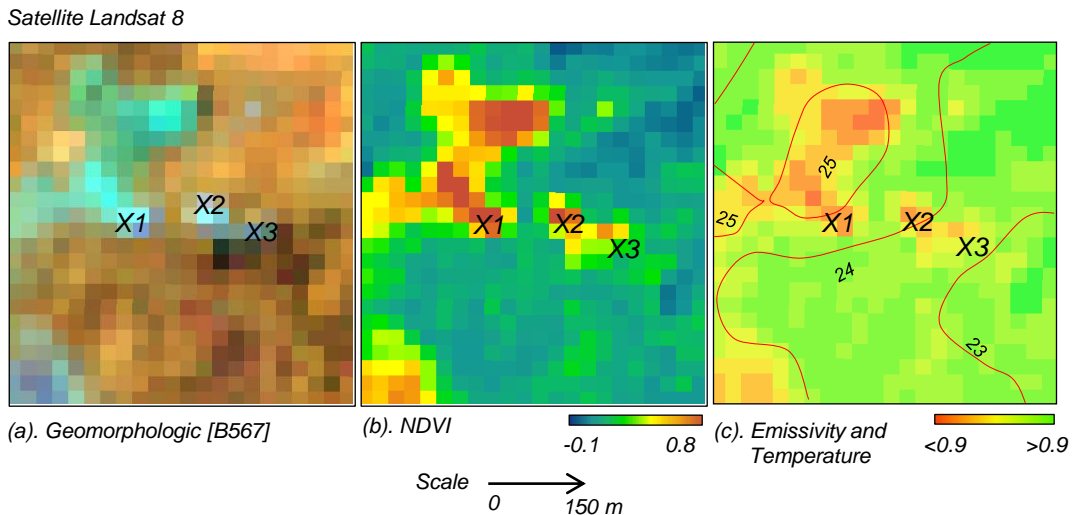 Satellite Landsat 8
X1
X2
X3
X1
X2
X3
25
25
X1
X2
X3
24
23
(a). Geomorphologic [B567]
(b). NDVI
-0.1 0.8
(c). Emissivity and
Temperature
<0.9 >0.9
Scale
0 150 m